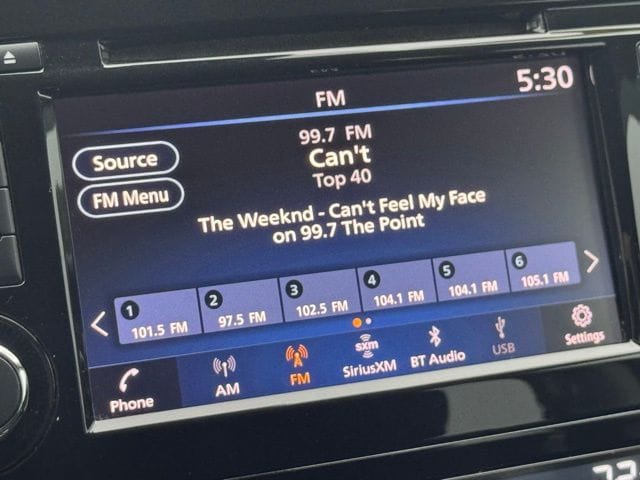 5:30
FM
99.7 FM
Source
Can't
Top 40
FM Menu
The Weeknd - Can't Feel My Face
on 99.7 The Point
1 2 3 4 5 6
101.5 FM 97.5 FM 102.5 FM 104.1 FM 104.1 FM 105.1 FM
sxm
Phone AM FM SiriusXM BT Audio USB Settings